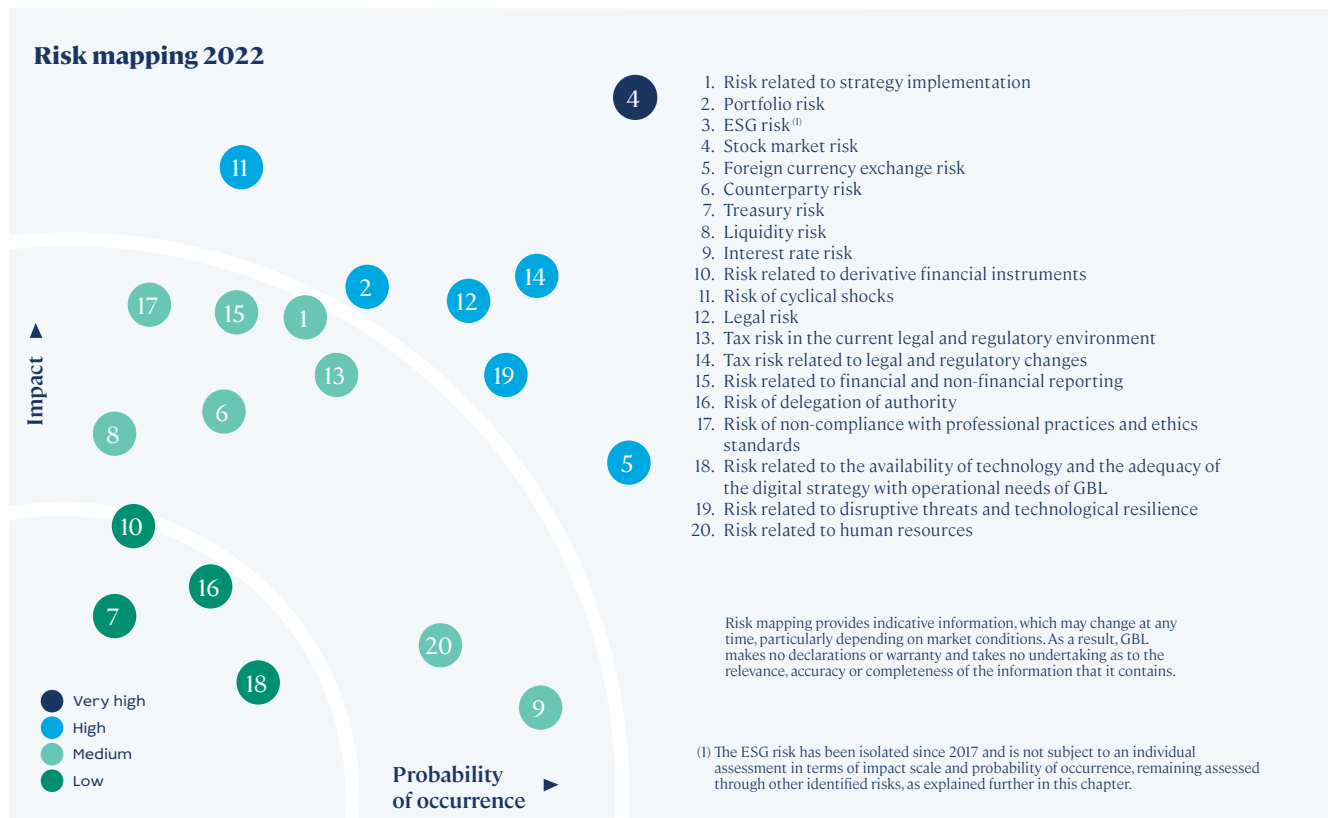 Risk mapping 2022
4
11
2
14
12
17
15
1
13
19
6
8
5
10
16
7
20
18
9
Impact
Probability
of occurrence
Very high
High
Medium
Low
1. Risk related to strategy implementation
2. Portfolio risk
3. ESG risk (1)
4. Stock market risk
5. Foreign currency exchange risk
6. Counterparty risk
7. Treasury risk
8. Liquidity risk
9. Interest rate risk
10. Risk related to derivative financial instruments
11. Risk of cyclical shocks
12. Legal risk
13. Tax risk in the current legal and regulatory environment
14. Tax risk related to legal and regulatory changes
15. Risk related to financial and non-financial reporting
16. Risk of delegation of authority
17. Risk of non-compliance with professional practices and ethics
standards
18. Risk related to the availability of technology and the adequacy of
the digital strategy with operational needs of GBL
19. Risk related to disruptive threats and technological resilience
20. Risk related to human resources
Risk mapping provides indicative information, which may change at any
time, particularly depending on market conditions. As a result, GBL
makes no declarations or warranty and takes no undertaking as to the
relevance, accuracy or completeness of the information that it contains.
(1) The ESG risk has been isolated since 2017 and is not subject to an individual
assessment in terms of impact scale and probability of occurrence, remaining assessed
through other identified risks, as explained further in this chapter.